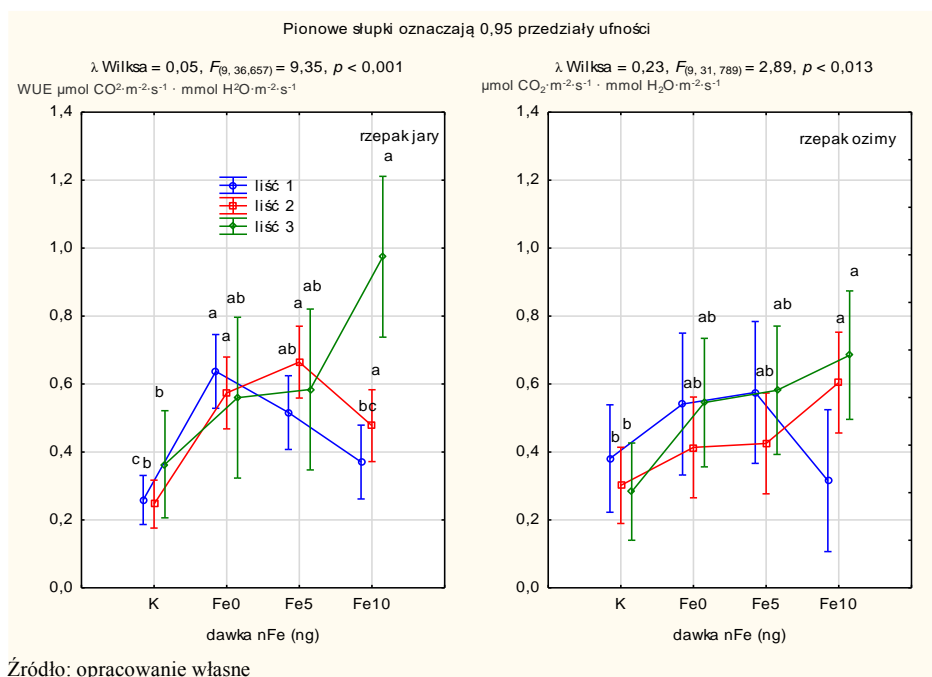 Pionowe słupki oznaczają 0,95 przedziały ufności
λ Wilksa = 0,05, F(9, 36,657) = 9,35, p < 0,001
WUE µmol CO²·m⁻²·s⁻¹ · mmol H²O·m⁻²·s⁻¹
1,4
1,2
1,0
0,8
0,6
0,4
0,2
0,0
rzepak jary
liść 1
liść 2
liść 3
c
b
b
a
a
ab
ab
a
ab
bc
a
a
K
Fe0
Fe5
Fe10
dawka nFe (ng)
λ Wilksa = 0,23, F(9, 31, 789) = 2,89, p < 0,013
µmol CO₂·m⁻²·s⁻¹ · mmol H₂O·m⁻²·s⁻¹
1,4
1,2
1,0
0,8
0,6
0,4
0,2
0,0
rzepak ozimy
b
b
ab
ab
ab
ab
a
a
K
Fe0
Fe5
Fe10
dawka nFe (ng)
Źródło: opracowanie własne